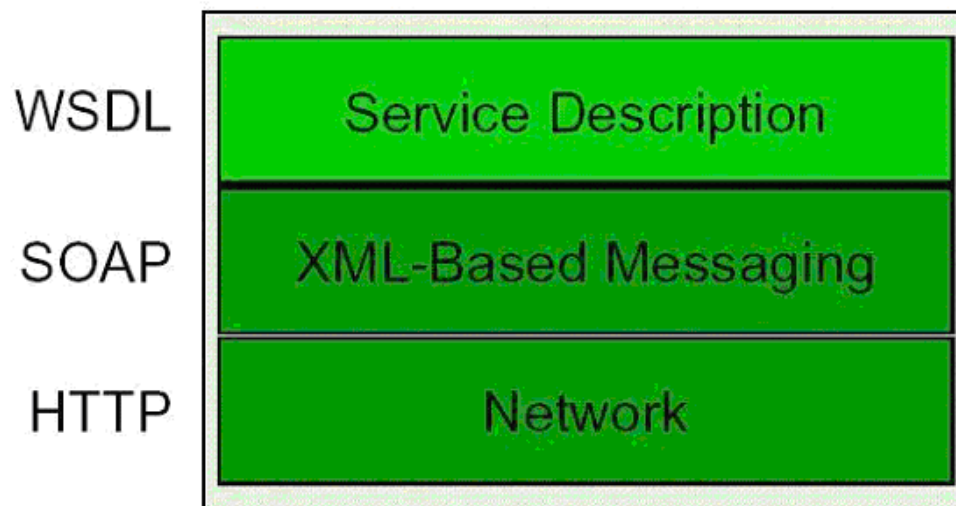 WSDL Service Description
SOAP XML-Based Messaging
HTTP Network